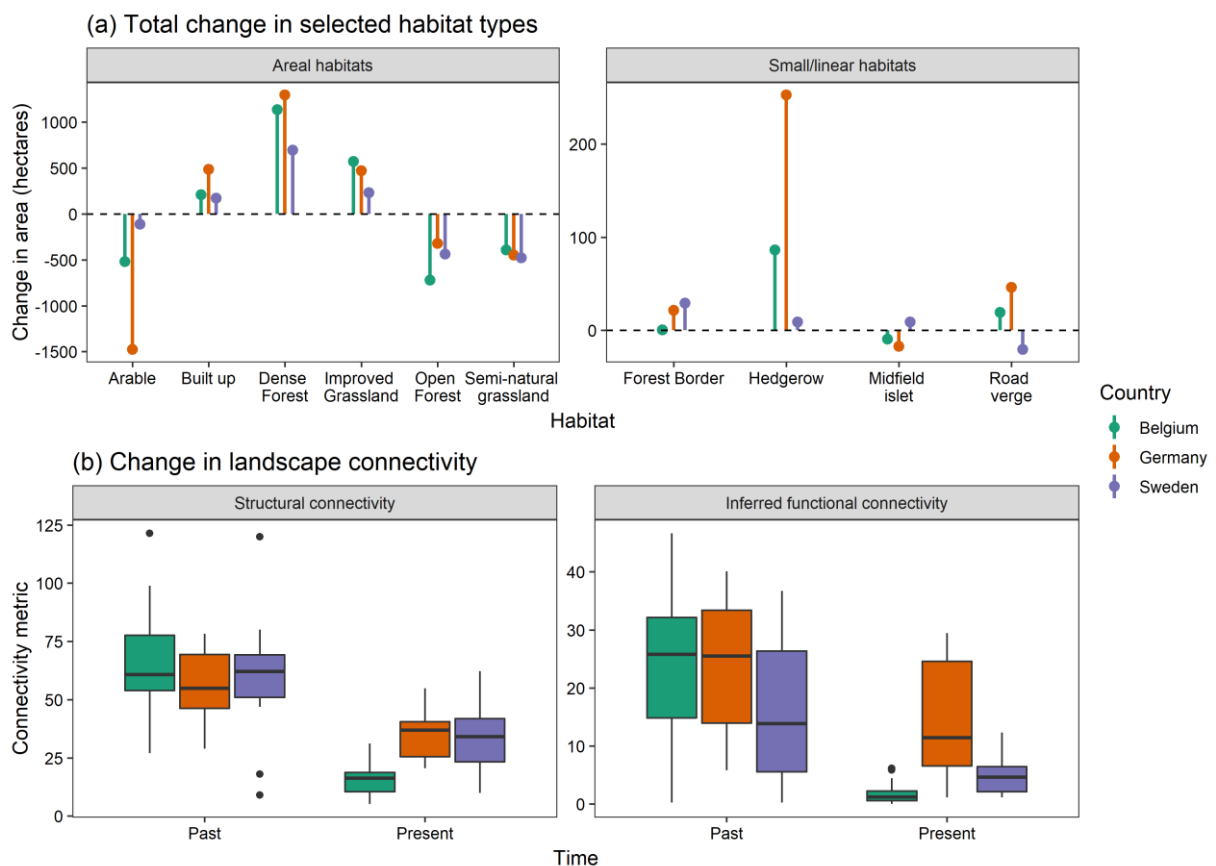 (a) Total change in selected habitat types
Areal habitats
Small/linear habitats
Change in area (hectares)
1000
500
0
-500
-1000
-1500
200
100
0
Arable
Built up
Dense
Forest
Improved
Grassland
Open
Forest
Semi-natural
grassland
Forest Border
Hedgerow
Midfield
islet
Road
verge
Habitat
Country
Belgium
Germany
Sweden
(b) Change in landscape connectivity
Structural connectivity
Inferred functional connectivity
Connectivity metric
125
100
75
50
25
0
40
30
20
10
0
Past
Present
Past
Present
Time